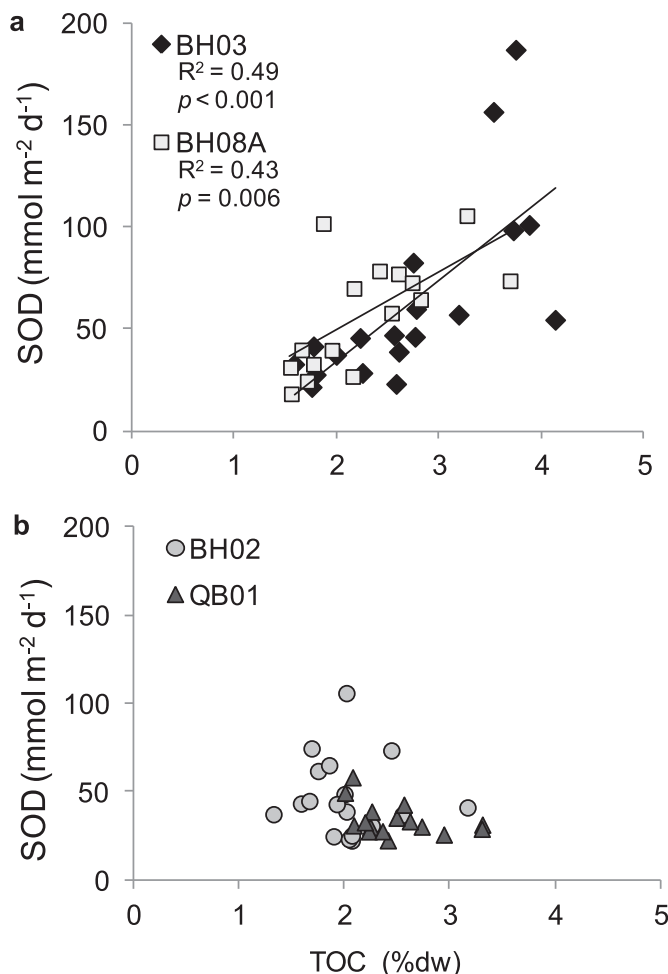 a
200
BH03
R² = 0.49
p < 0.001
150
BH08A
R² = 0.43
p = 0.006
100
50
0
SOD (mmol m⁻² d⁻¹)
0 1 2 3 4 5
b
200
BH02
QB01
150
100
50
0
SOD (mmol m⁻² d⁻¹)
0 1 2 3 4 5
TOC (%dw)